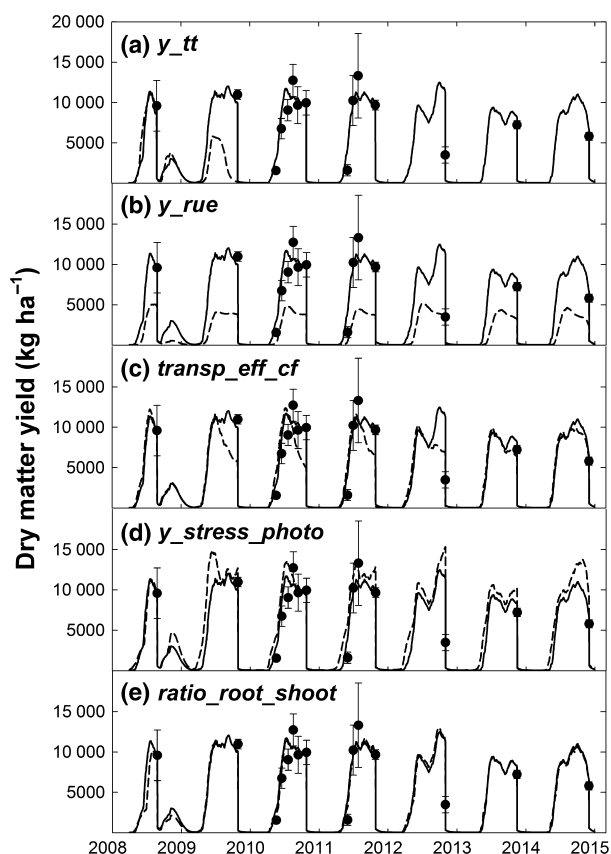 Dry matter yield (kg ha⁻¹)
(a) y_tt
20 000
15 000
10 000
5000
(b) y_rue
15 000
10 000
5000
(c) transp_eff_cf
15 000
10 000
5000
(d) y_stress_photo
15 000
10 000
5000
(e) ratio_root_shoot
15 000
10 000
5000
2008 2009 2010 2011 2012 2013 2014 2015